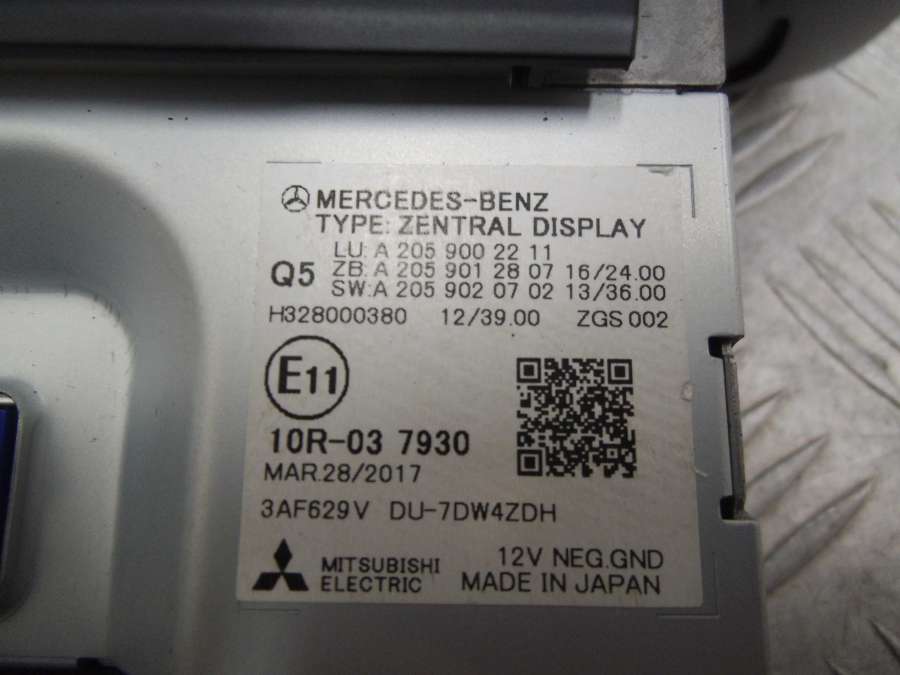 MERCEDES-BENZ
TYPE: ZENTRAL DISPLAY
LU: A 205 900 22 11
Q5 ZB: A 205 901 28 07 16/24.00
SW:A 205 902 07 02 13/36.00
H328000380 12/39.00 ZGS 002
E11
10R-03 7930
MAR.28/2017
3AF629V DU-7DW4ZDH
MITSUBISHI ELECTRIC
12V NEG.GND
MADE IN JAPAN